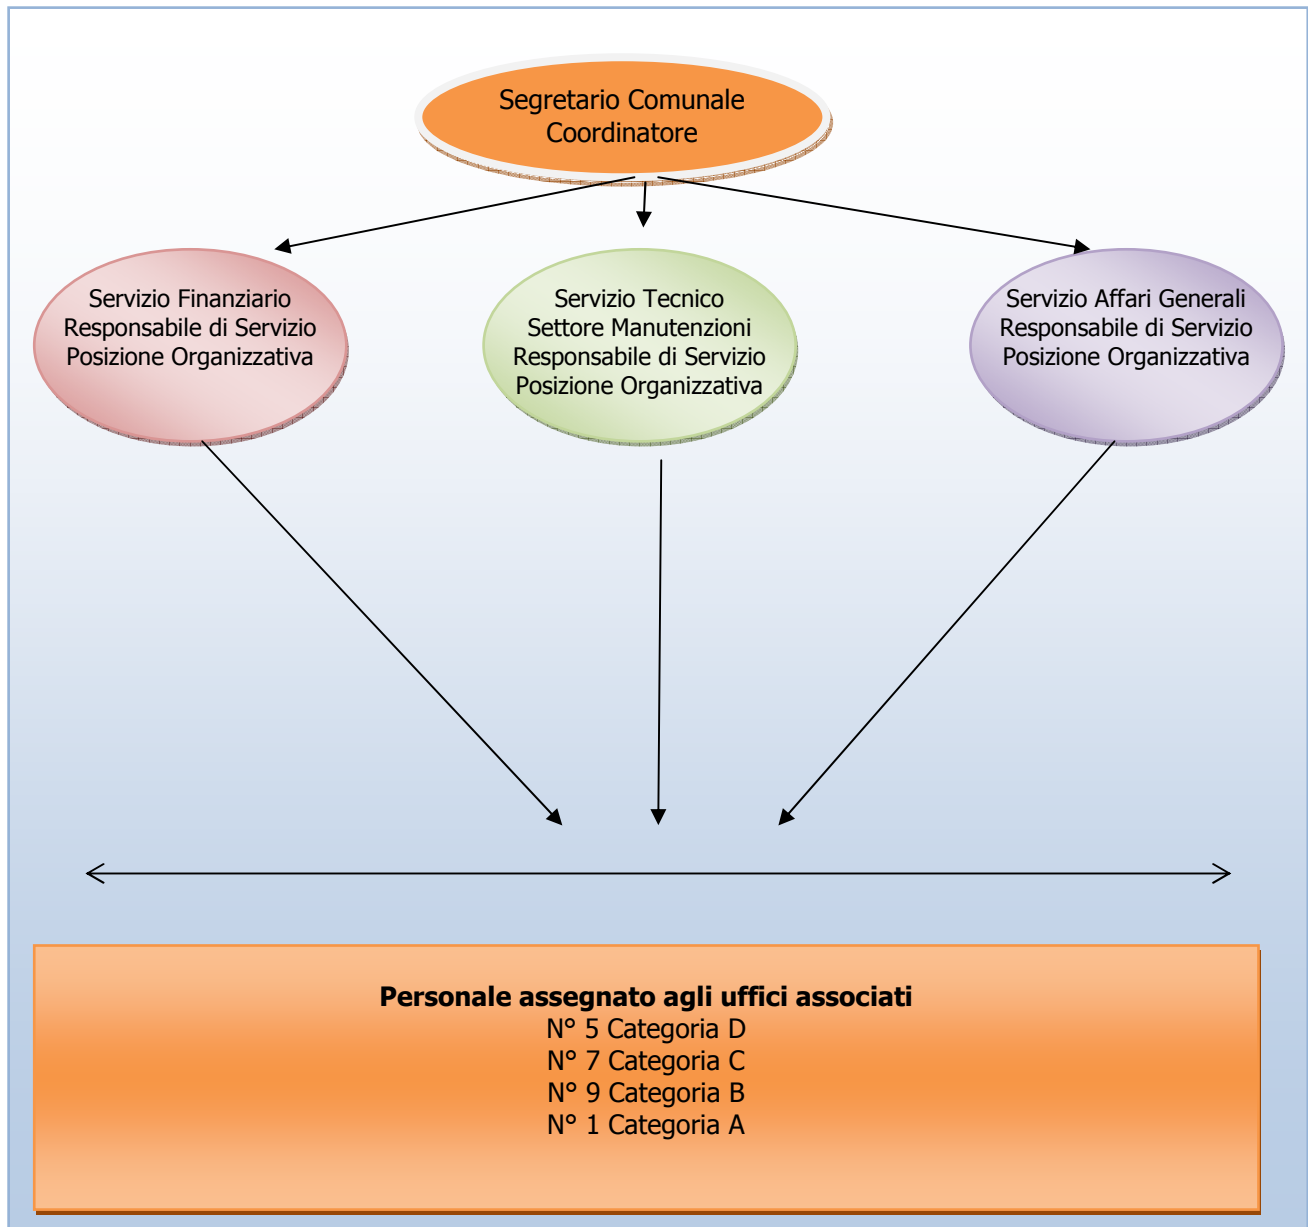 Segretario Comunale
Coordinatore
Servizio Finanziario
Responsabile di Servizio
Posizione Organizzativa
Servizio Tecnico
Settore Manutenzioni
Responsabile di Servizio
Posizione Organizzativa
Servizio Affari Generali
Responsabile di Servizio
Posizione Organizzativa
Personale assegnato agli uffici associati
N° 5 Categoria D
N° 7 Categoria C
N° 9 Categoria B
N° 1 Categoria A